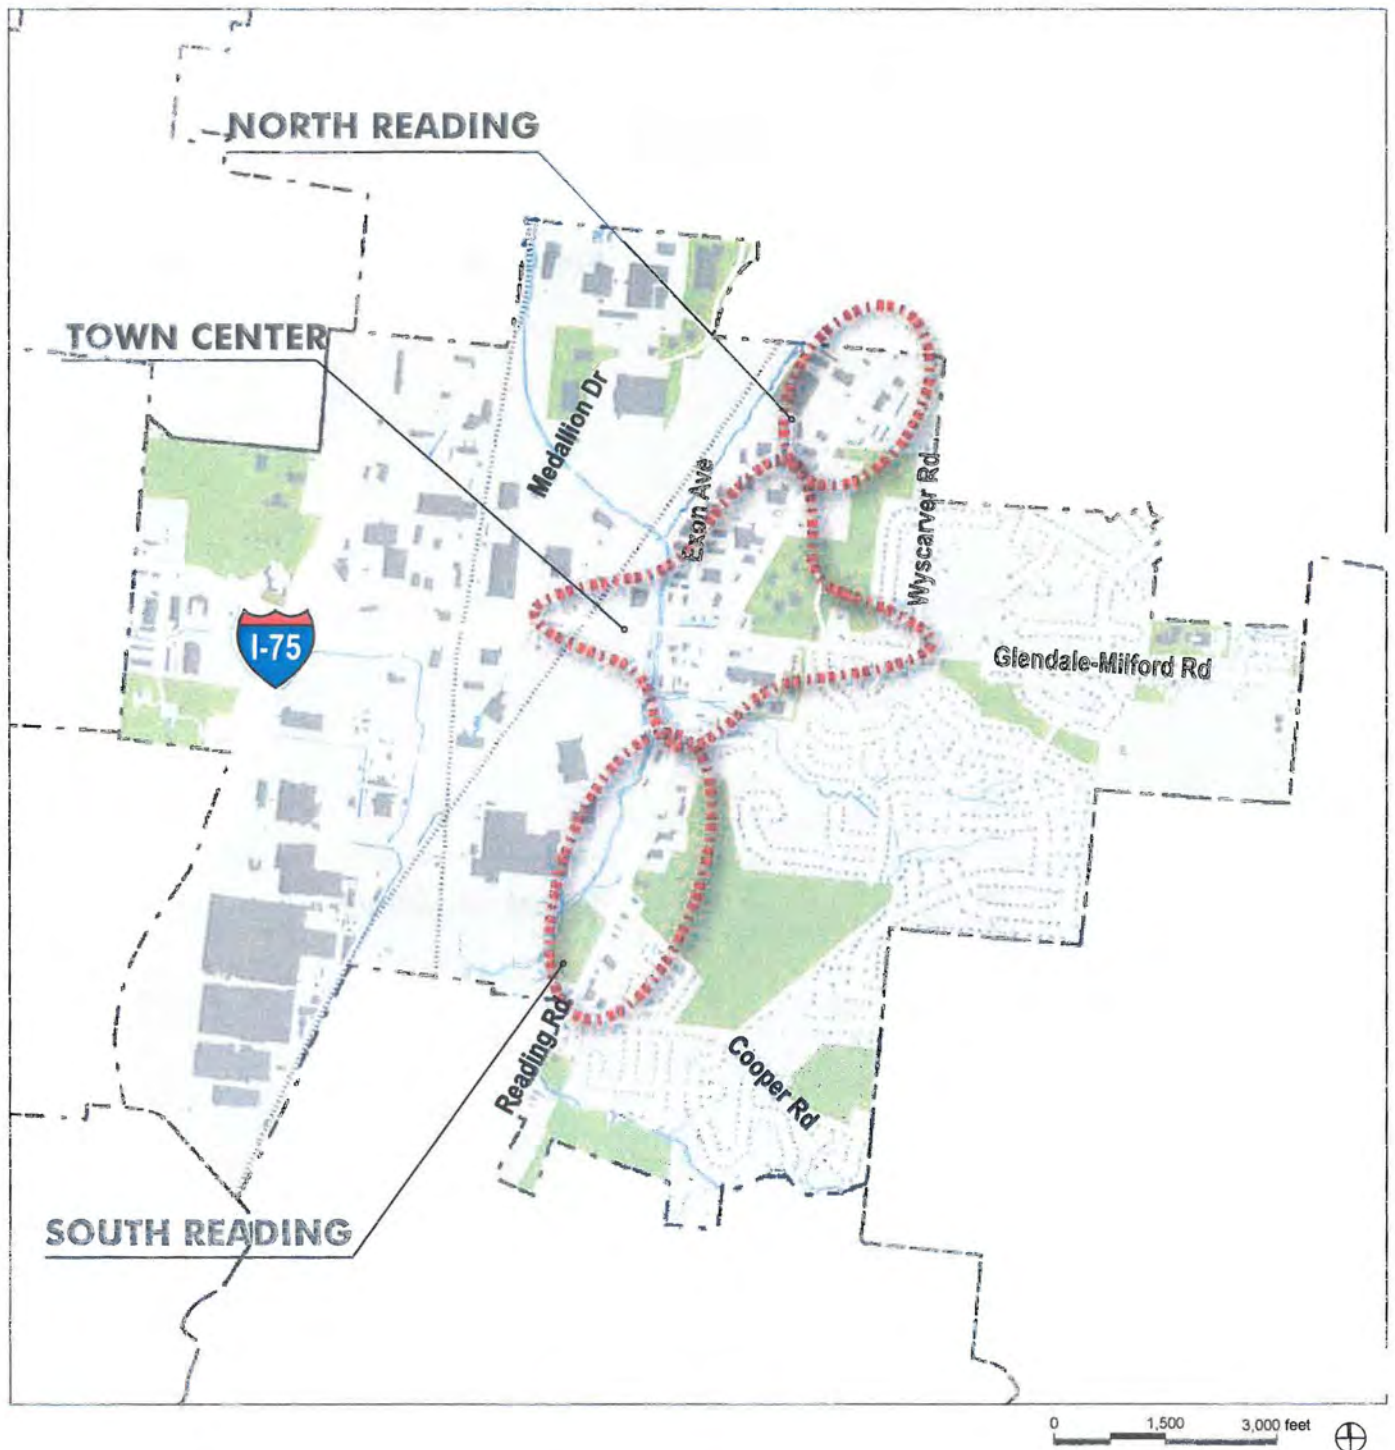 NORTH READING
TOWN CENTER
Medallion Dr
Exon Ave
Wyscarver Rd
I-75
Glendale-Milford Rd
Reading Rd
Cooper Rd
SOUTH READING
0 1,500 3,000 feet